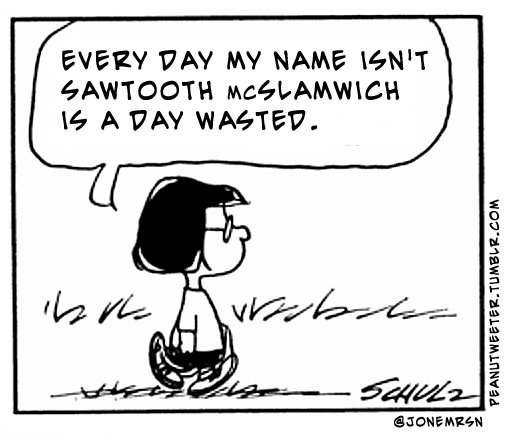 EVERY DAY MY NAME ISN'T
SAWTOOTH McSLAMWICH
IS A DAY WASTED.
SCHULZ
PEANUTWEETER.TUMBLR.COM
@JONEMRSN